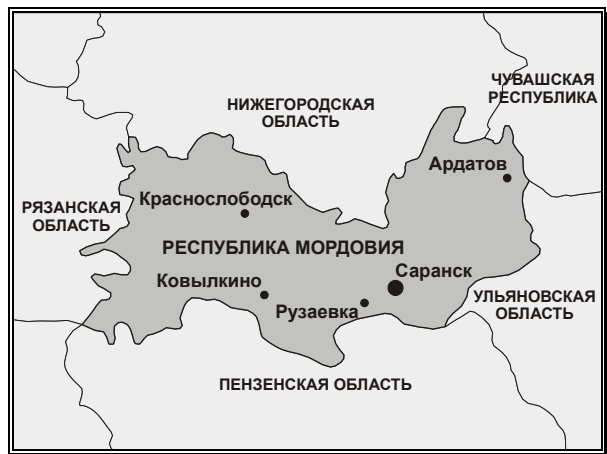 ЧУВАШСКАЯ
РЕСПУБЛИКА
НИЖЕГОРОДСКАЯ
ОБЛАСТЬ
Ардатов
Краснослободск
РЯЗАНСКАЯ
ОБЛАСТЬ
РЕСПУБЛИКА МОРДОВИЯ
Саранск
Ковылкино
Рузаевка
УЛЬЯНОВСКАЯ
ОБЛАСТЬ
ПЕНЗЕНСКАЯ ОБЛАСТЬ